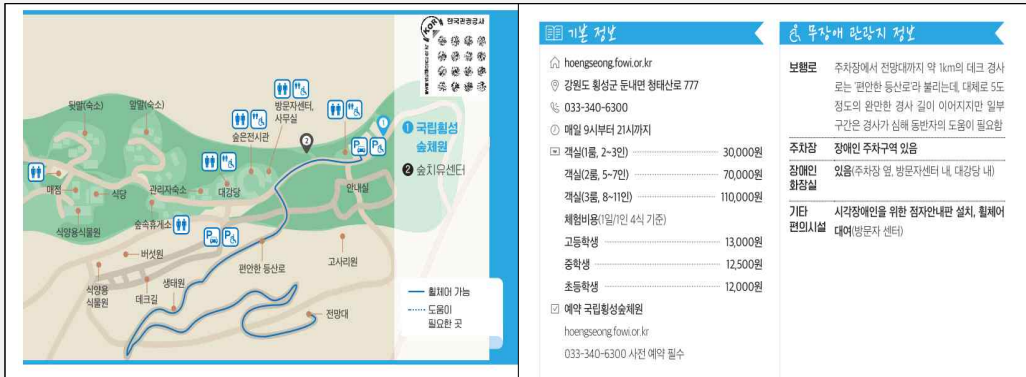 한국관광공사
뒷말(숙소)
앞말(숙소)
방문자센터,
사무실
숲은전시관
매점
식당
관리자숙소
대강당
안내실
식양용식물원
숲속휴게소
버섯원
식양용
식물원
데크길
생태원
편안한 등산로
고사리원
전망대
1 국립횡성
숲체원
2 숲치유센터
휠체어 가능
도움이
필요한 곳
기본 정보
hoengseong.fowi.or.kr
강원도 횡성군 둔내면 청태산로 777
033-340-6300
매일 9시부터 21시까지
객실(1룸, 2~3인) 30,000원
객실(2룸, 5~7인) 70,000원
객실(3룸, 8~11인) 110,000원
체험비용(1일/1인 4식 기준)
고등학생 13,000원
중학생 12,500원
초등학생 12,000원
예약 국립횡성숲체원
hoengseong.fowi.or.kr
033-340-6300 사전 예약 필수
무장애 관광지 정보
보행로 주차장에서 전망대까지 약 1km의 데크 경사
로는 '편안한 등산로'라 불리는데, 대체로 5도
정도의 완만한 경사 길이 이어지지만 일부
구간은 경사가 심해 동반자의 도움이 필요함
주차장 장애인 주차구역 있음
장애인 있음(주차장 옆, 방문자센터 내, 대강당 내)
화장실
기타 시각장애인을 위한 점자안내판 설치, 휠체어
편의시설 대여(방문자 센터)